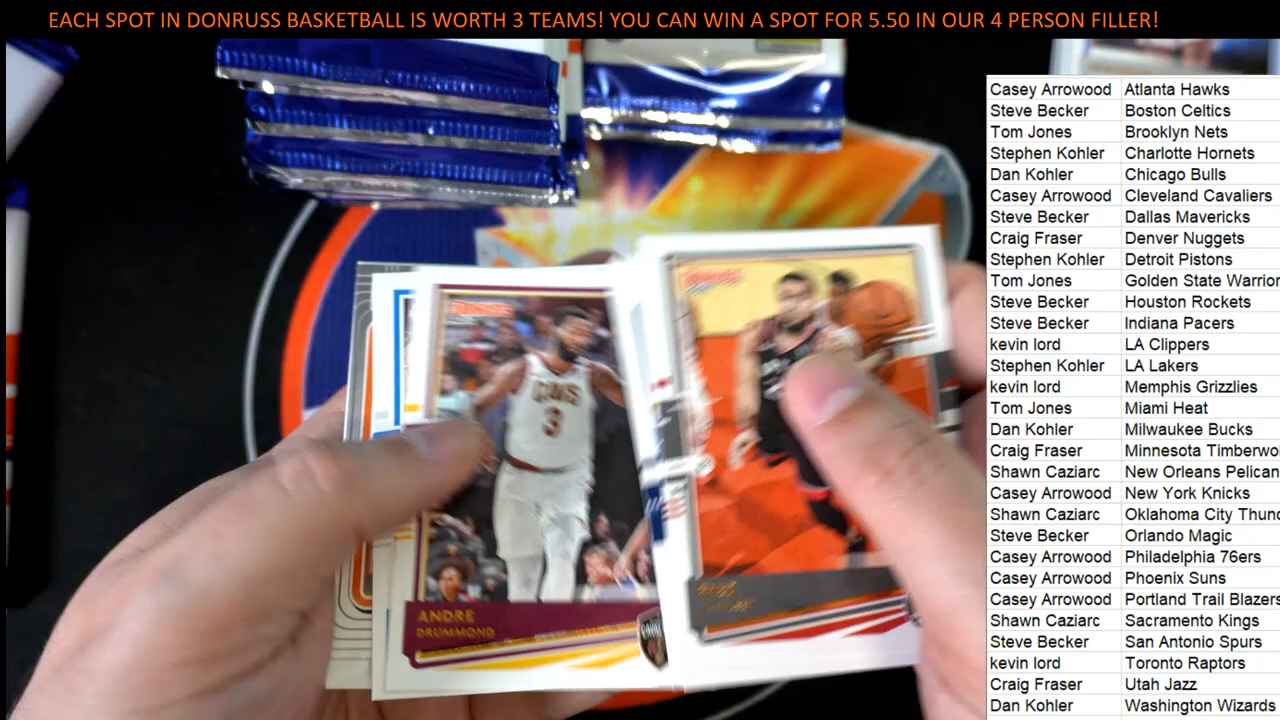 EACH SPOT IN DONRUSS BASKETBALL IS WORTH 3 TEAMS! YOU CAN WIN A SPOT FOR 5.50 IN OUR 4 PERSON FILLER!
Casey Arrowood Atlanta Hawks
Steve Becker Boston Celtics
Tom Jones Brooklyn Nets
Stephen Kohler Charlotte Hornets
Dan Kohler Chicago Bulls
Casey Arrowood Cleveland Cavaliers
Steve Becker Dallas Mavericks
Craig Fraser Denver Nuggets
Stephen Kohler Detroit Pistons
Tom Jones Golden State Warrior
Steve Becker Houston Rockets
Steve Becker Indiana Pacers
kevin lord LA Clippers
Stephen Kohler LA Lakers
kevin lord Memphis Grizzlies
Tom Jones Miami Heat
Dan Kohler Milwaukee Bucks
Craig Fraser Minnesota Timberwol
Shawn Caziarc New Orleans Pelican
Casey Arrowood New York Knicks
Shawn Caziarc Oklahoma City Thund
Steve Becker Orlando Magic
Casey Arrowood Philadelphia 76ers
Casey Arrowood Phoenix Suns
Casey Arrowood Portland Trail Blazers
Shawn Caziarc Sacramento Kings
Steve Becker San Antonio Spurs
kevin lord Toronto Raptors
Craig Fraser Utah Jazz
Dan Kohler Washington Wizards
CAVS
3
ANDRE
DRUMMOND